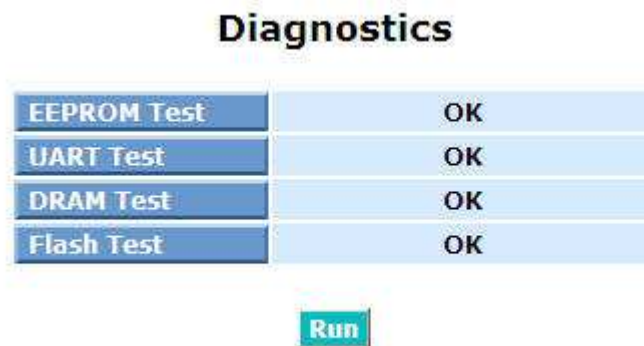 Diagnostics
EEPROM Test OK
UART Test OK
DRAM Test OK
Flash Test OK
Run